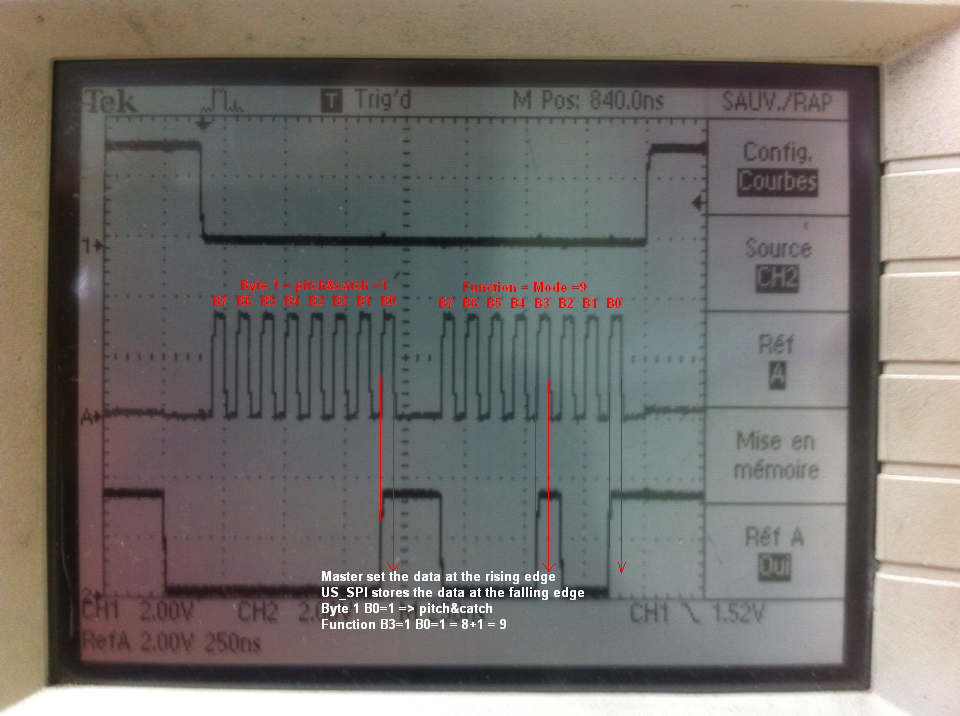 Tek T Trig'd M Pos: 840.0ns SAUV./RAP
Config.
Courbes
1
Source
CH2
Byte 1 = pitch&catch =1 Function = Mode =9
B7 B6 B5 B4 B3 B2 B1 B0 B7 B6 B5 B4 B3 B2 B1 B0
Réf
A
A
Mise en
mémoire
Réf A
Oui
Master set the data at the rising edge
US_SPI stores the data at the falling edge
2
Byte 1 B0=1 => pitch&catch
CH1 2.00V CH2 CH1 1.52V
Function B3=1 B0=1 = 8+1 = 9
RefA 2.00V 250ns